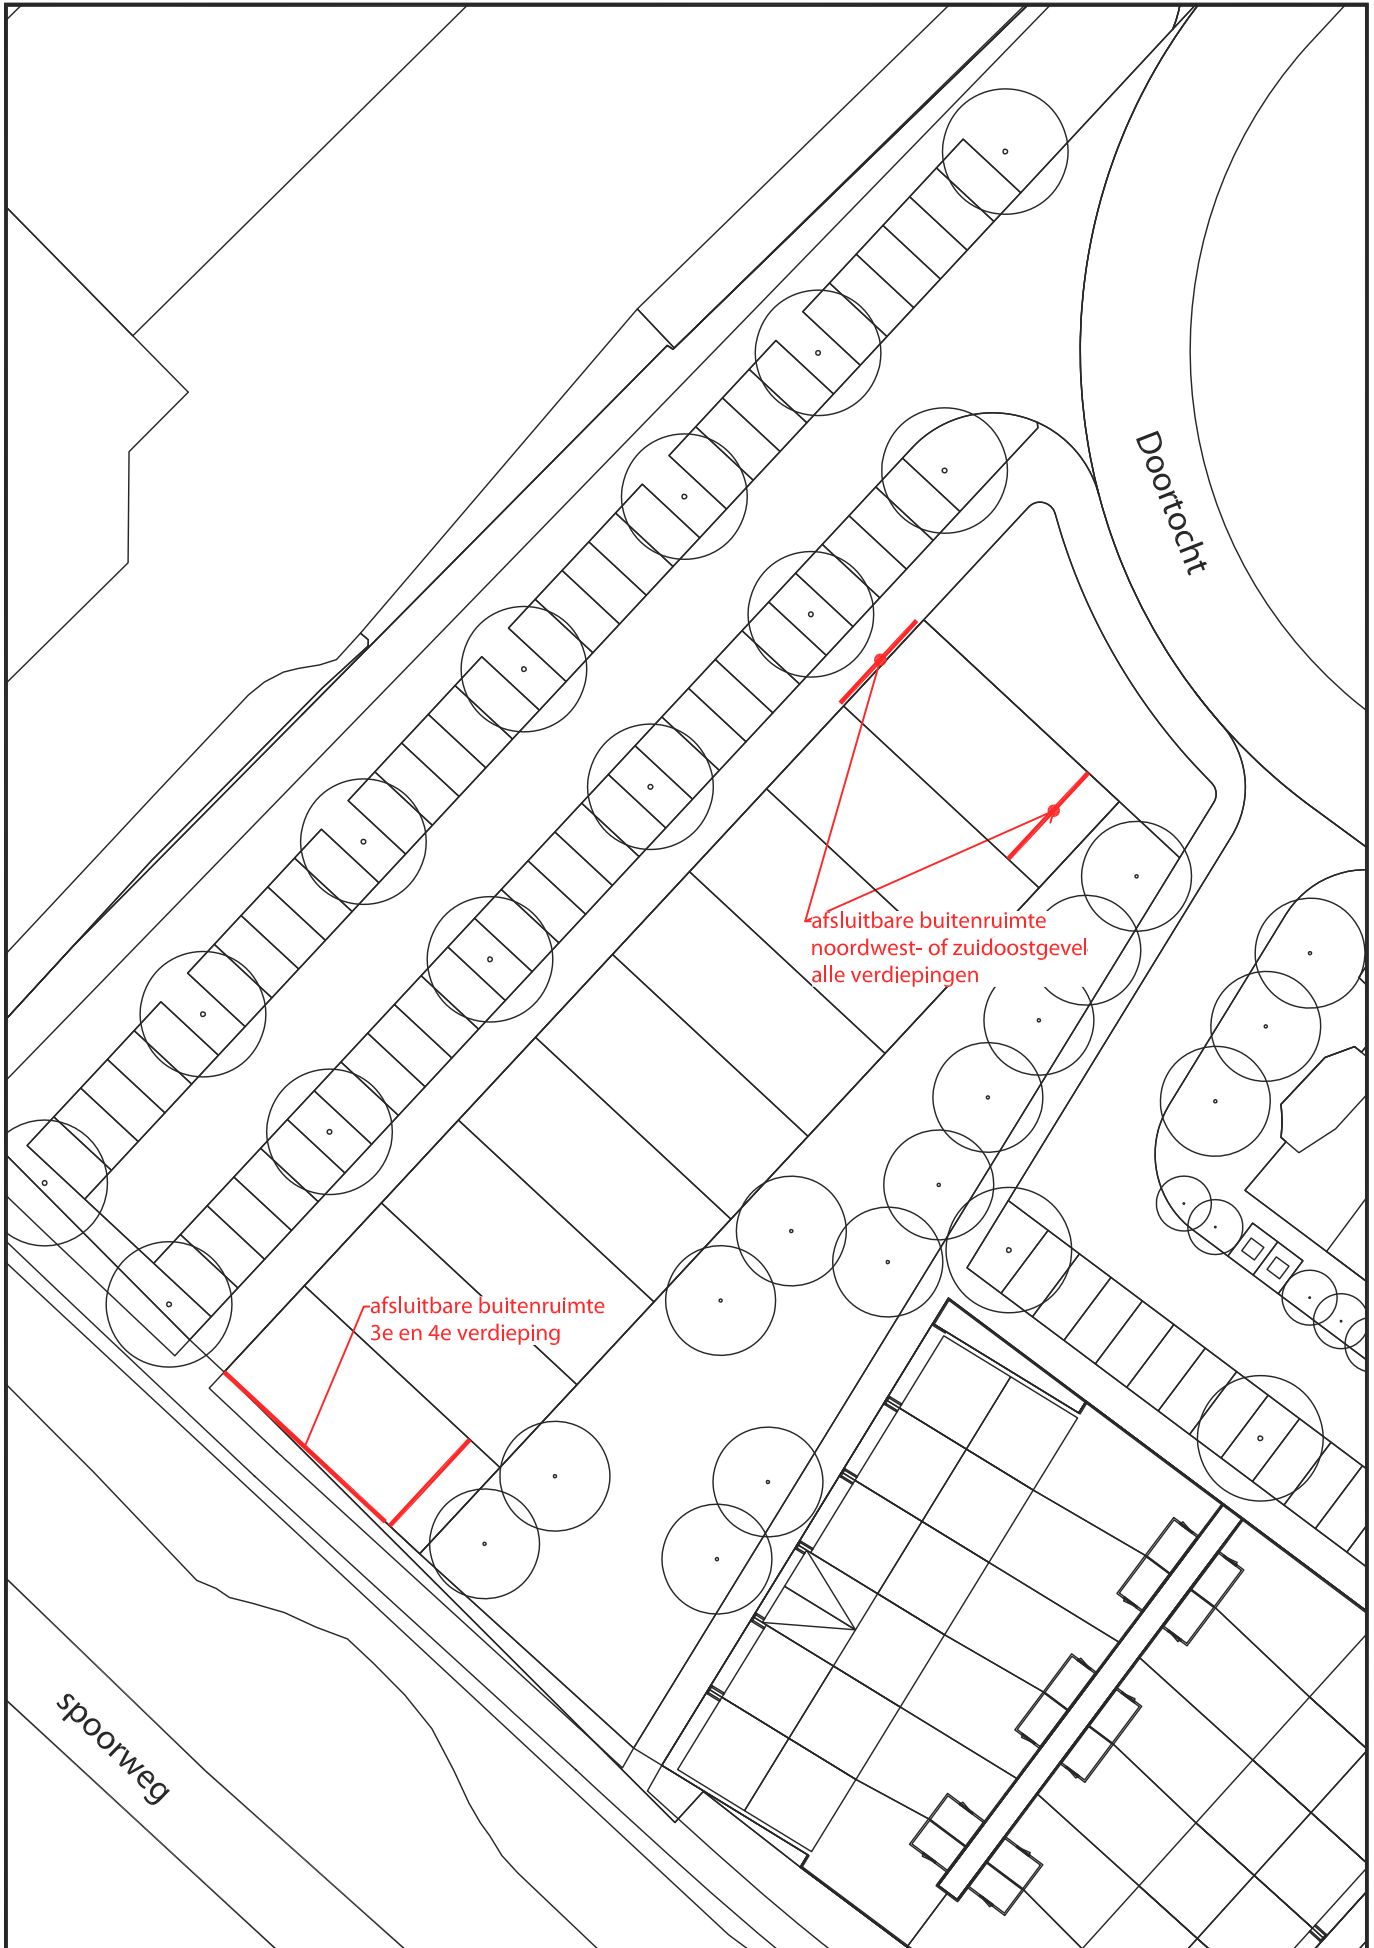 Doortocht
afsluitbare buitenruimte
noordwest- of zuidoostgevel
alle verdiepingen
afsluitbare buitenruimte
3e en 4e verdieping
spoorweg